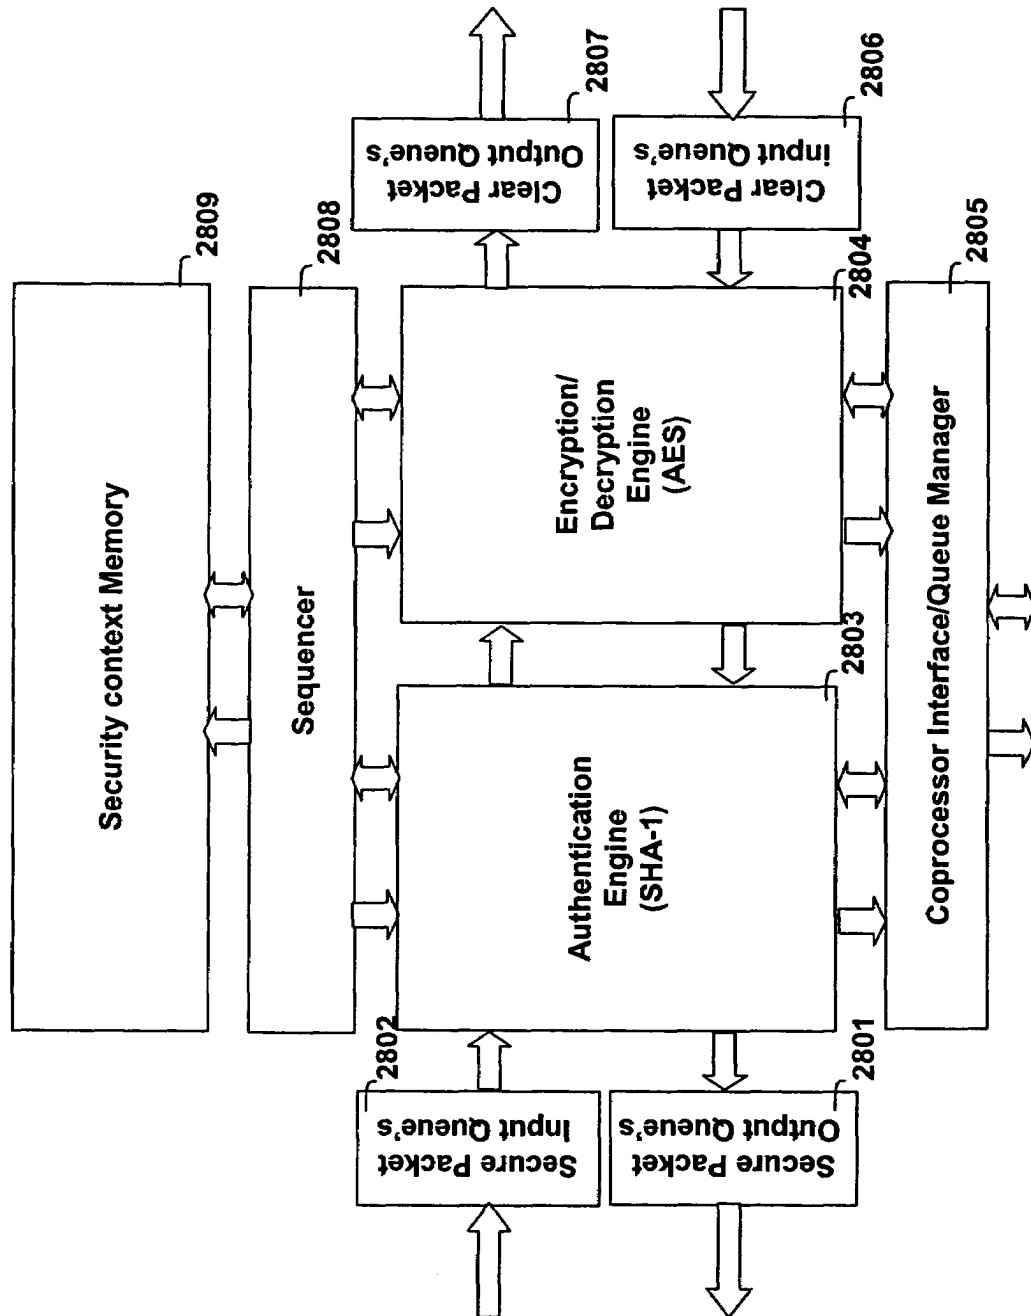 Security context Memory
2809
Sequencer
2808
Secure Packet
Input Queue's
2802
Authentication
Engine
(SHA-1)
2803
Encryption/
Decryption
Engine
(AES)
2804
Clear Packet
Output Queue's
2807
Secure Packet
Output Queue's
2801
Clear Packet
input Queue's
2806
Coprocessor Interface/Queue Manager
2805